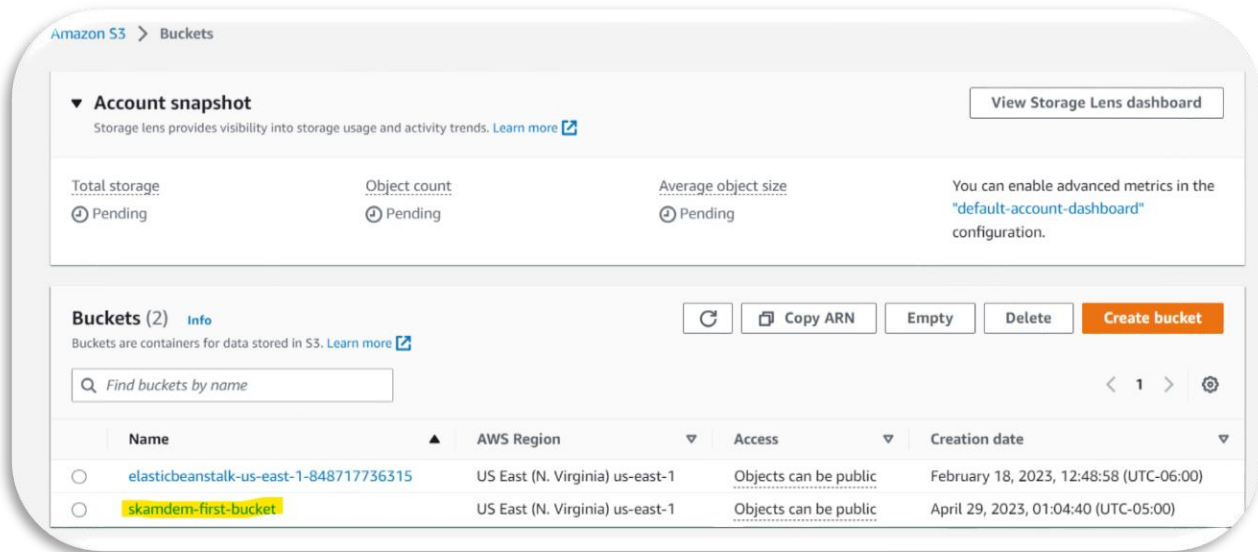 Amazon S3 > Buckets
Account snapshot
View Storage Lens dashboard
Storage lens provides visibility into storage usage and activity trends. Learn more
Total storage
Object count
Average object size
You can enable advanced metrics in the
Pending
Pending
Pending
"default-account-dashboard"
configuration.
Buckets (2) Info
Copy ARN
Empty
Delete
Create bucket
Buckets are containers for data stored in S3. Learn more
Find buckets by name
< 1 >
Name AWS Region Access Creation date
elasticbeanstalk-us-east-1-848717736315 US East (N. Virginia) us-east-1 Objects can be public February 18, 2023, 12:48:58 (UTC-06:00)
skamdem-first-bucket US East (N. Virginia) us-east-1 Objects can be public April 29, 2023, 01:04:40 (UTC-05:00)